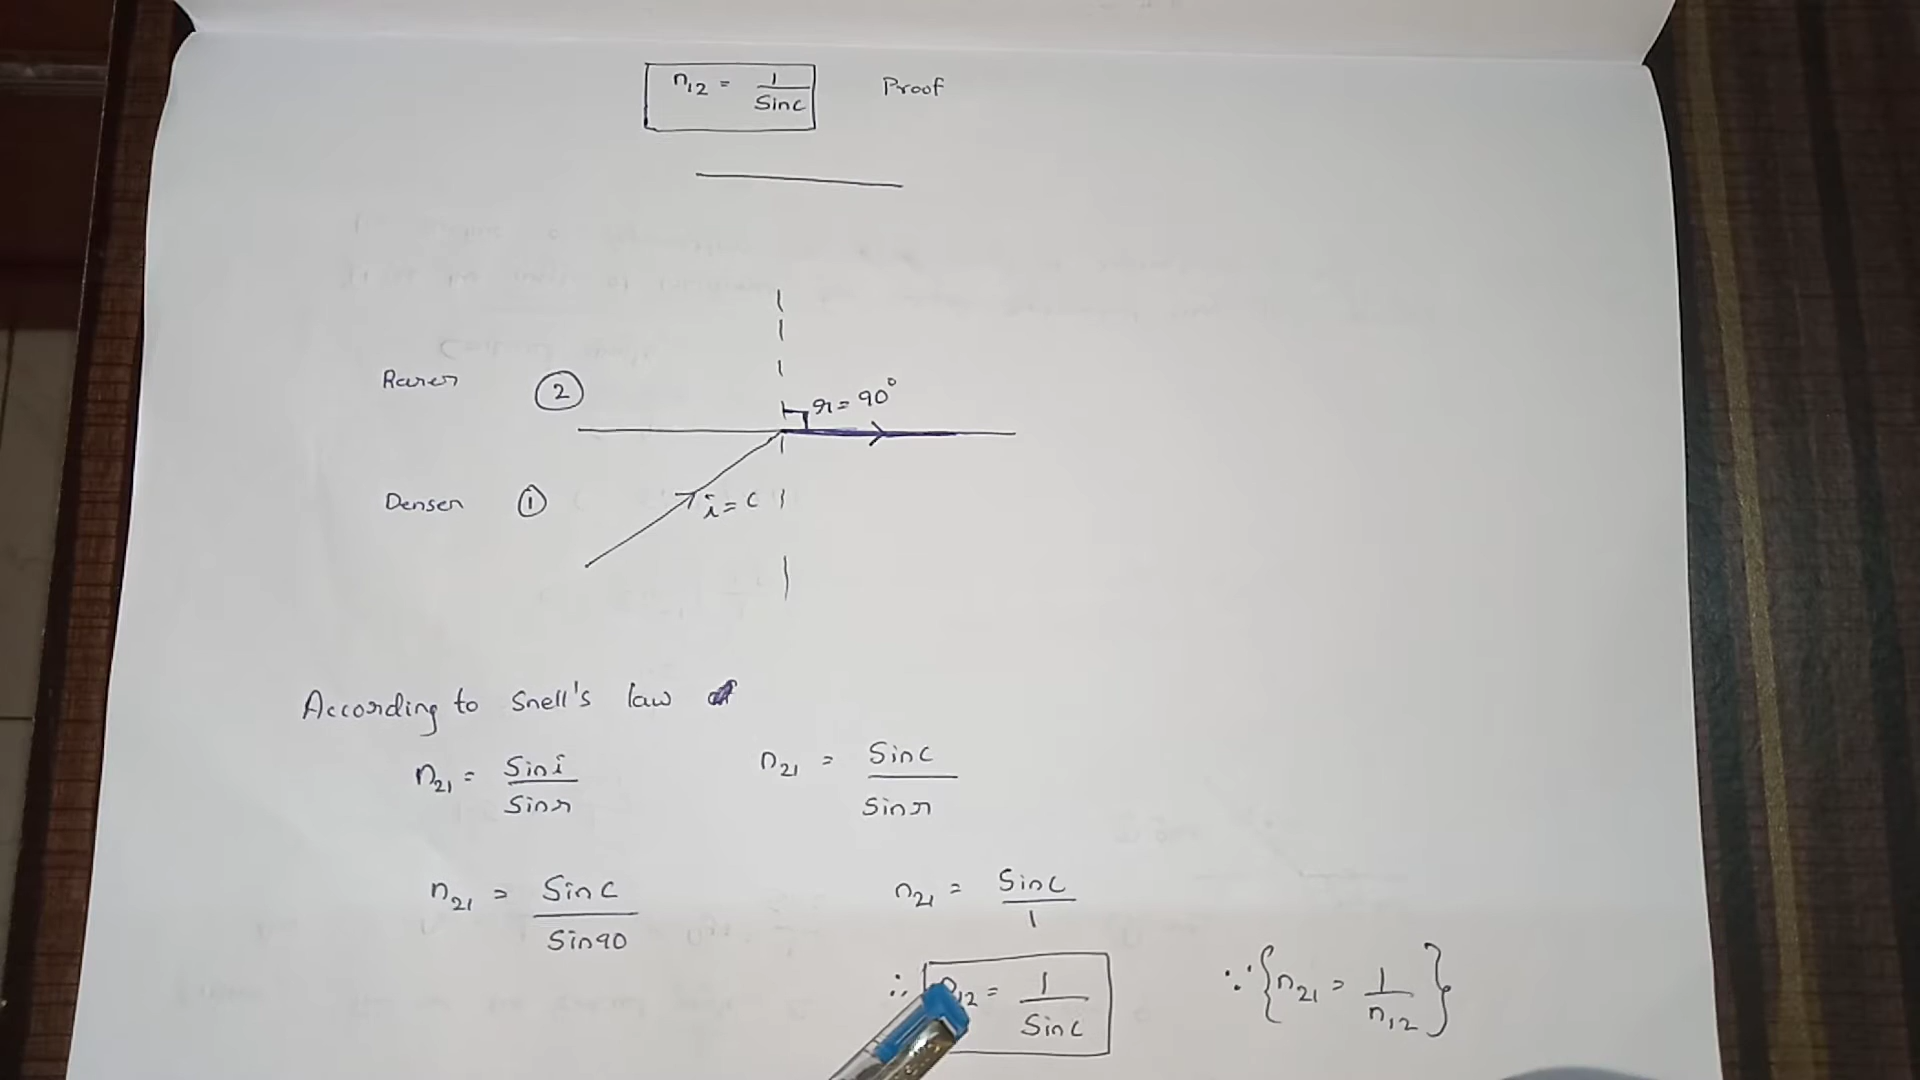 n₁₂ = 1/Sinc Proof
r = 90°
Rarer ②
Denser ① i = c
According to Snell's law
n₂₁ = Sini/Sinr n₂₁ = Sinc/Sinr
n₂₁ = Sinc/Sin90 n₂₁ = Sinc/1
∴ n₁₂ = 1/Sinc ∵ {n₂₁ = 1/n₁₂}